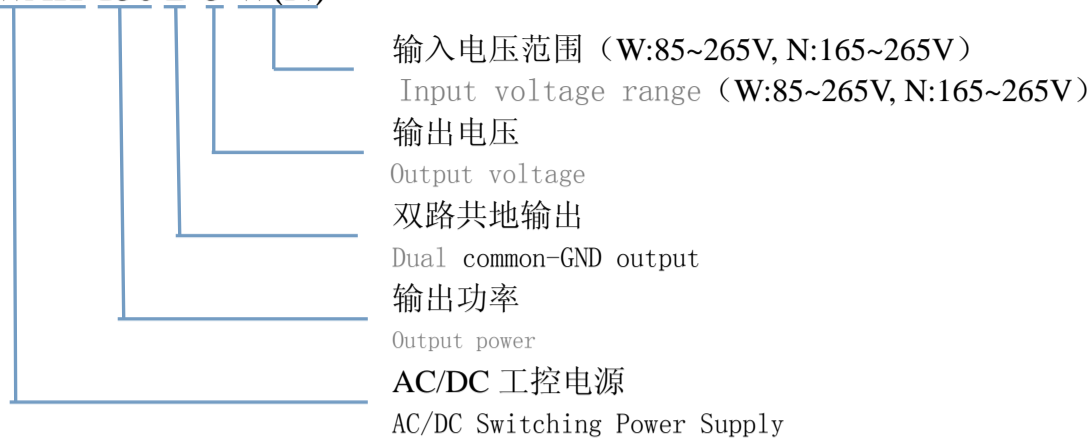 输入电压范围（W:85~265V, N:165~265V）
Input voltage range（W:85~265V, N:165~265V）
输出电压
Output voltage
双路共地输出
Dual common-GND output
输出功率
Output power
AC/DC 工控电源
AC/DC Switching Power Supply